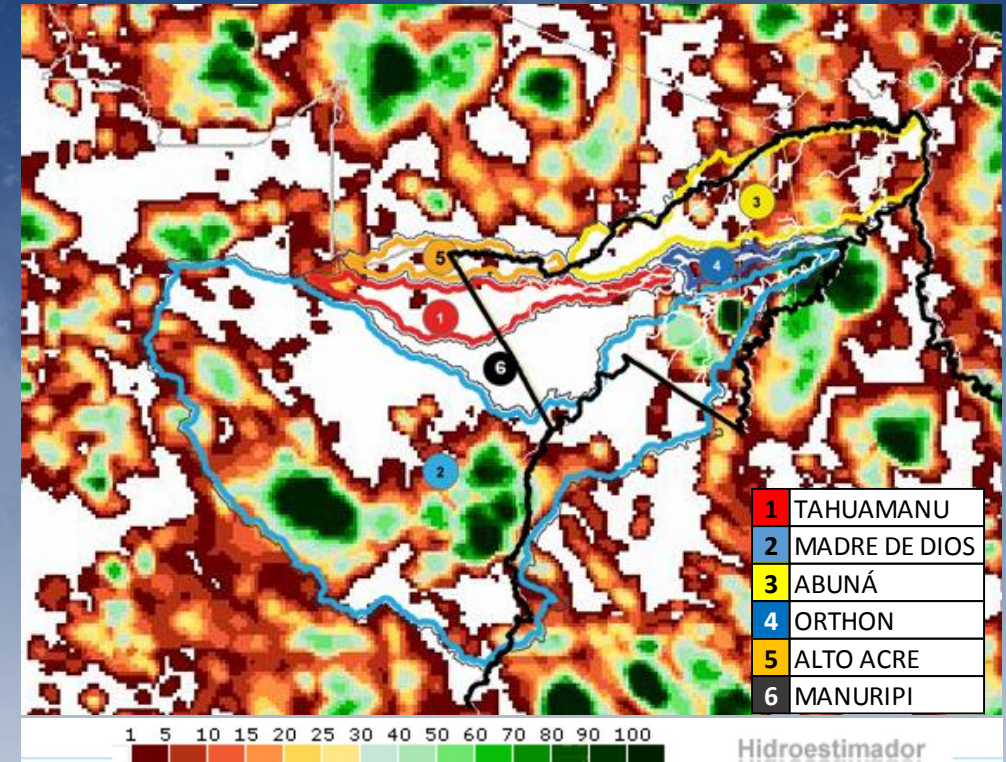 3
5
4
1
6
2
1 TAHUAMANU
2 MADRE DE DIOS
3 ABUNÁ
4 ORTHON
5 ALTO ACRE
6 MANURIPI
1 5 10 15 20 25 30 40 50 60 70 80 90 100
Hidroestimador